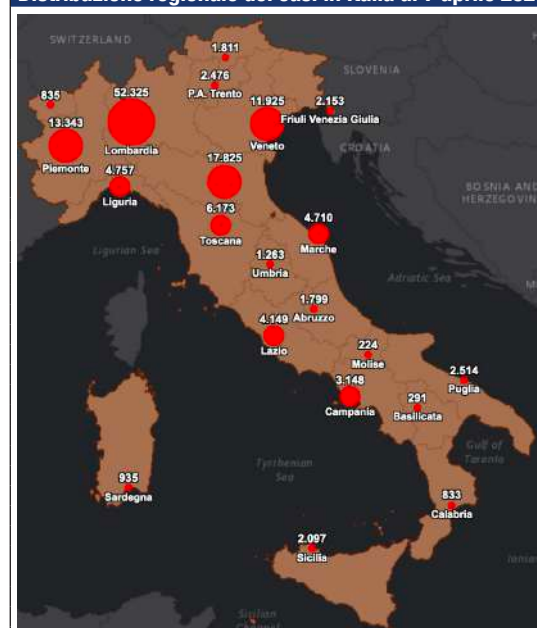 SWITZERLAND
1.811
SLOVENIA
2.476
P.A. Trento
835
52.325
11.925
2.153
Friuli Venezia Giulia
13.343
Lombardia
Veneto
CROATIA
Piemonte
4.757
17.825
Liguria
BOSNIA AND
HERZEGOVIN
6.173
4.710
Toscana
Marche
Ligurian Sea
1.263
Adriatic Sea
Umbria
1.799
Abruzzo
4.149
Lazio
224
Molise
2.514
Puglia
3.148
Campania
291
Basilicata
Gulf of
Taranto
Tyrrhenian
Sea
935
Sardegna
833
Calabria
2.097
Sicilia
Sicilian
Channel